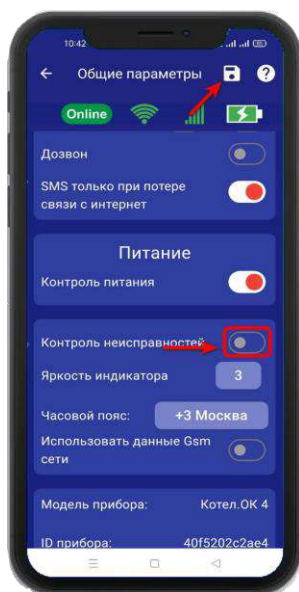 10:42
Общие параметры
Online
Дозвон
SMS только при потере
связи с интернет
Питание
Контроль питания
Контроль неисправностей
Яркость индикатора 3
Часовой пояс: +3 Москва
Использовать данные Gsm
сети
Модель прибора: Котел.ОК 4
ID прибора: 40f5202c2ae4